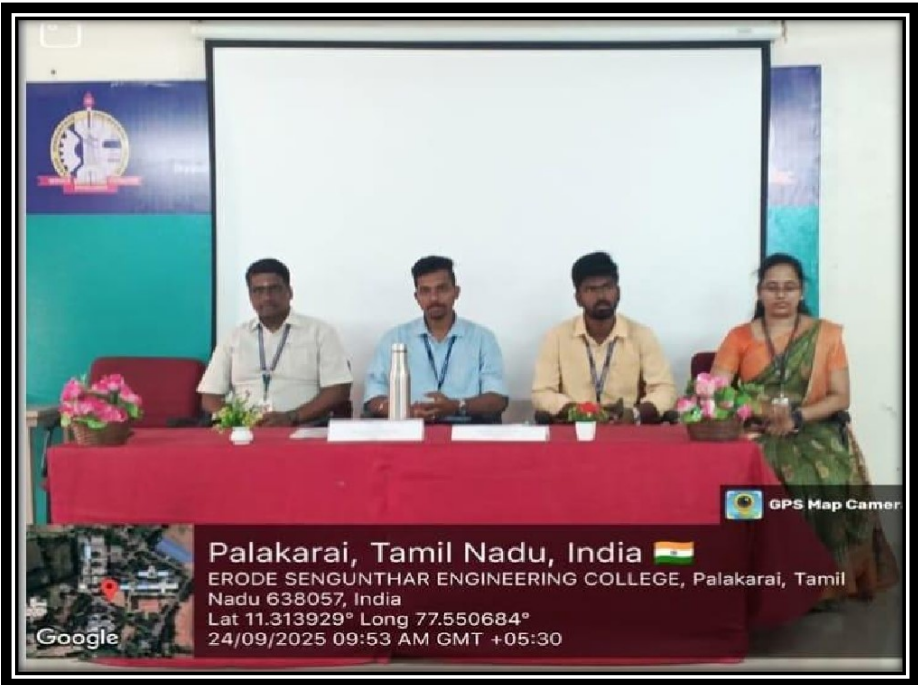 GPS Map Camer
Palakarai, Tamil Nadu, India
ERODE SENGUNTHAR ENGINEERING COLLEGE, Palakarai, Tamil
Nadu 638057, India
Lat 11.313929° Long 77.550684°
24/09/2025 09:53 AM GMT +05:30
Google